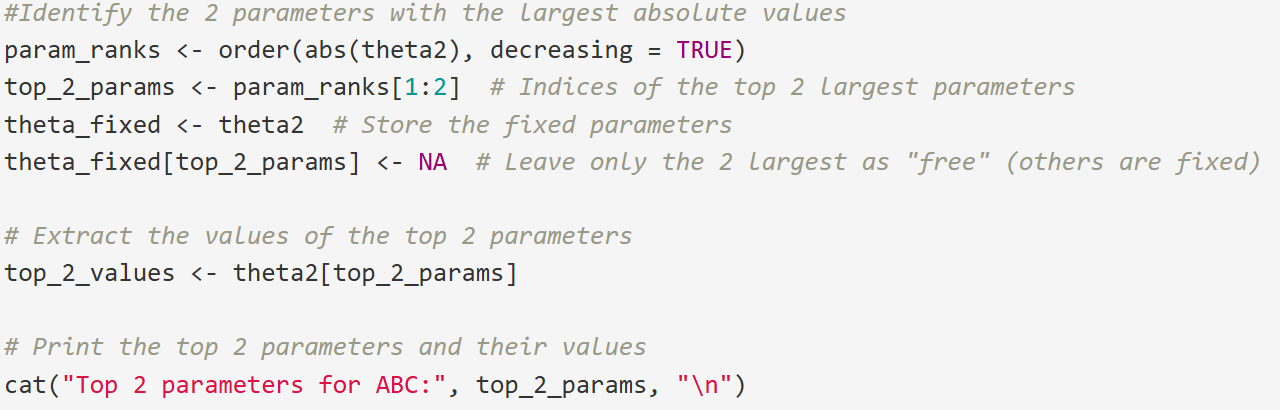 #Identify the 2 parameters with the largest absolute values
param_ranks <- order(abs(theta2), decreasing = TRUE)
top_2_params <- param_ranks[1:2]  # Indices of the top 2 largest parameters
theta_fixed <- theta2  # Store the fixed parameters
theta_fixed[top_2_params] <- NA  # Leave only the 2 largest as "free" (others are fixed)

# Extract the values of the top 2 parameters
top_2_values <- theta2[top_2_params]

# Print the top 2 parameters and their values
cat("Top 2 parameters for ABC:", top_2_params, "\n")